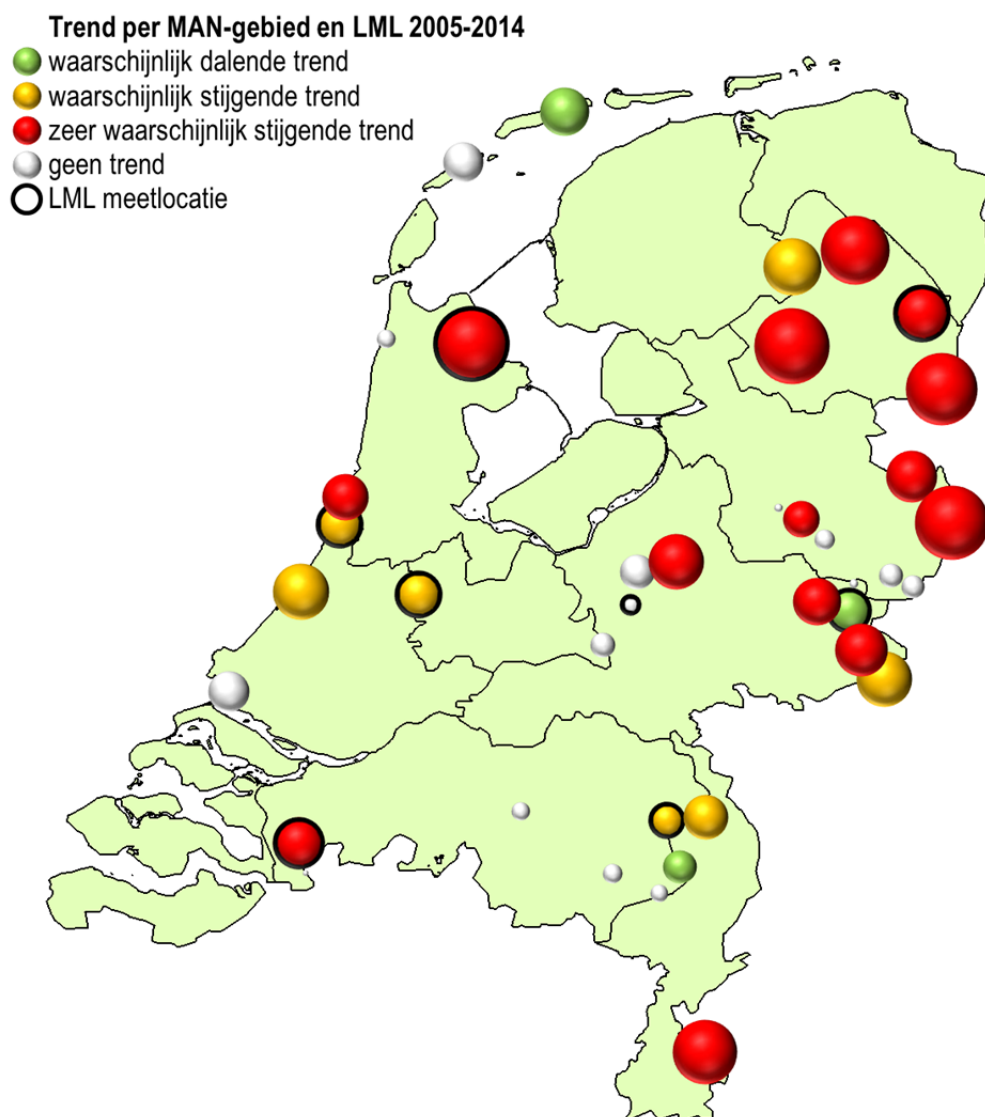 Trend per MAN-gebied en LML 2005-2014
waarschijnlijk dalende trend
waarschijnlijk stijgende trend
zeer waarschijnlijk stijgende trend
geen trend
LML meetlocatie